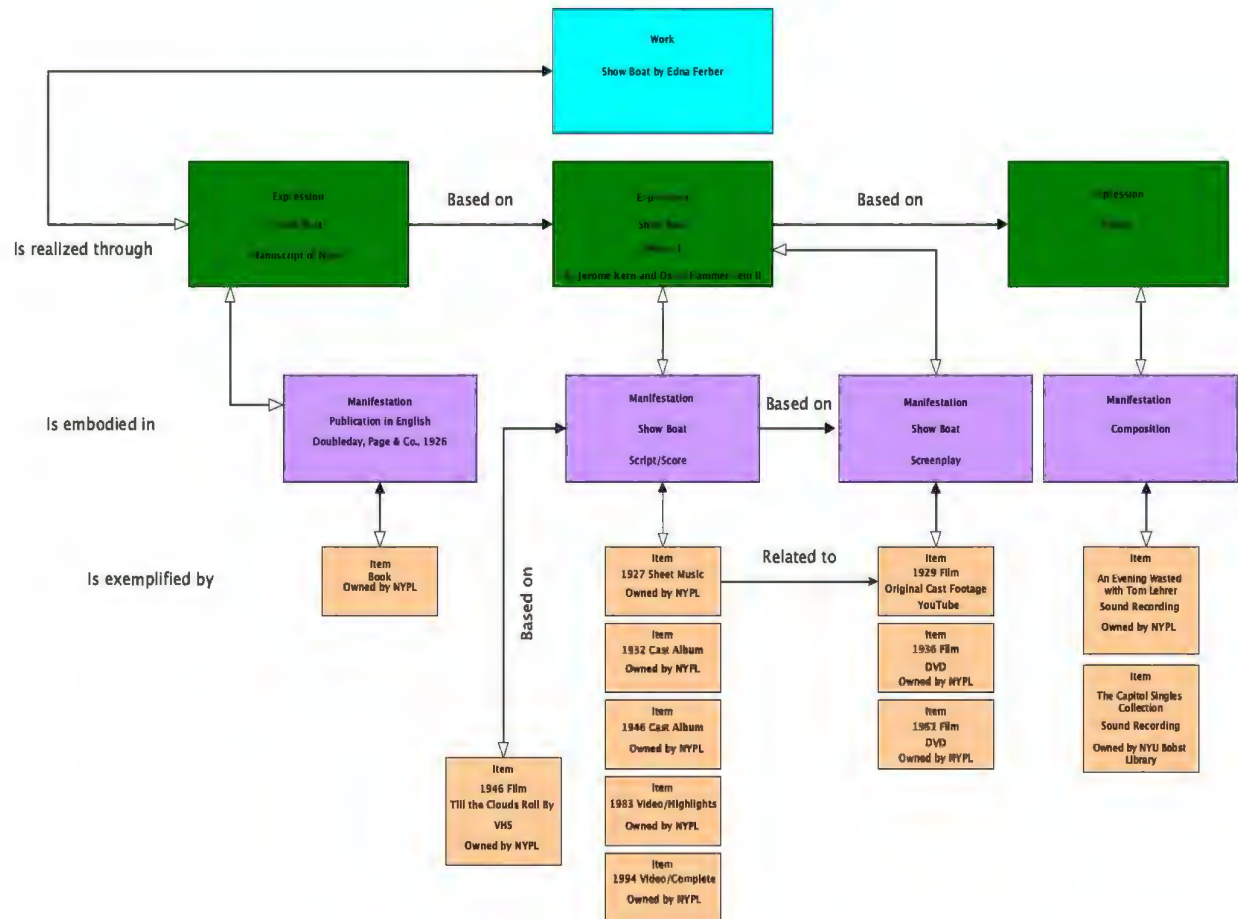 Work
Show Boat by Edna Ferber
Expression
Boat
Manuscript of
Based on
Show Boat
By Jerome Kern and Oscar Hammerstein II
Based on
Expression
Is realized through
Is embodied in
Manifestation
Publication in English
Doubleday, Page & Co., 1926
Manifestation
Show Boat
Script/Score
Based on
Manifestation
Show Boat
Screenplay
Manifestation
Composition
Is exemplified by
Item
Book
Owned by NYPL
Based on
Item
1927 Sheet Music
Owned by NYPL
Related to
Item
1929 Film
Original Cast Footage
YouTube
Item
An Evening Wasted
with Tom Lehrer
Sound Recording
Owned by NYPL
Item
1932 Cast Album
Owned by NYPL
Item
1936 Film
DVD
Owned by NYPL
Item
The Capitol Singles
Collection
Sound Recording
Owned by NYU Bobst
Library
Item
1946 Cast Album
Owned by NYPL
Item
1951 Film
DVD
Owned by NYPL
Item
1946 Film
Till the Clouds Roll By
VHS
Owned by NYPL
Item
1983 Video/Highlights
Owned by NYPL
Item
1994 Video/Complete
Owned by NYPL